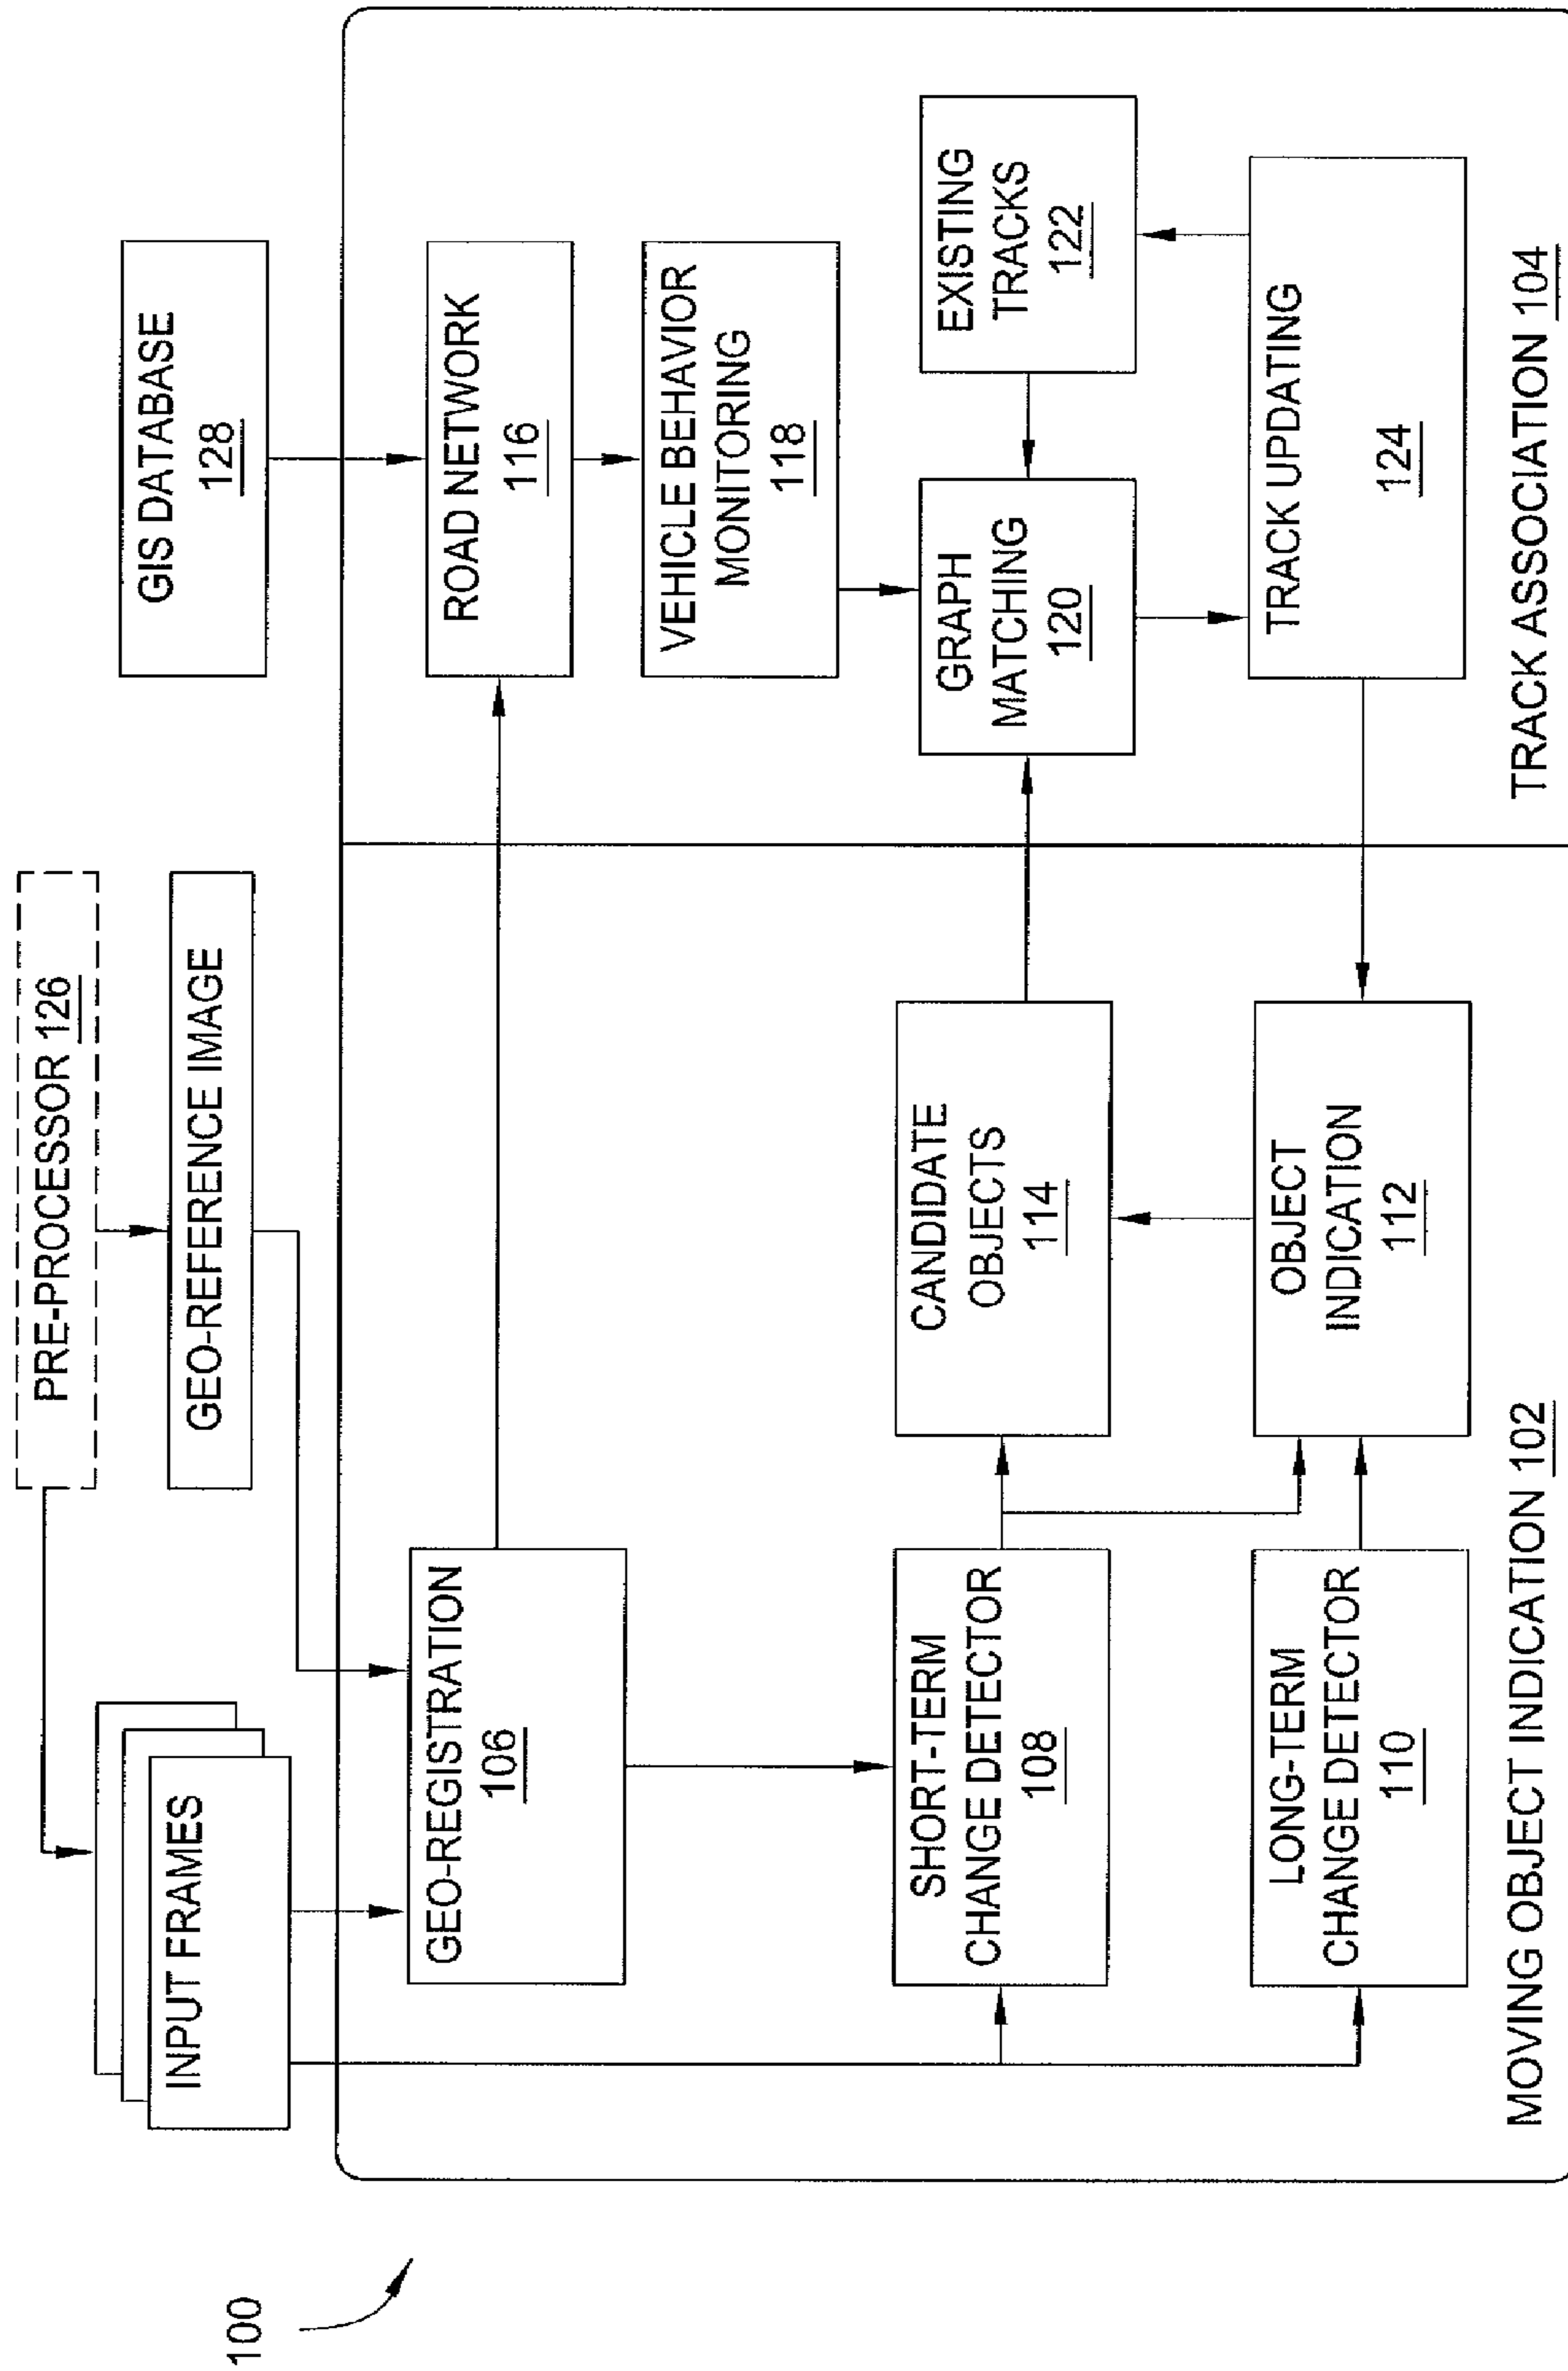 100
PRE-PROCESSOR 126
INPUT FRAMES
GEO-REFERENCE IMAGE
GIS DATABASE
128
GEO-REGISTRATION
106
ROAD NETWORK
116
VEHICLE BEHAVIOR
MONITORING
118
SHORT-TERM
CHANGE DETECTOR
108
CANDIDATE
OBJECTS
114
GRAPH
MATCHING
120
EXISTING
TRACKS
122
LONG-TERM
CHANGE DETECTOR
110
OBJECT
INDICATION
112
TRACK UPDATING
124
MOVING OBJECT INDICATION 102
TRACK ASSOCIATION 104